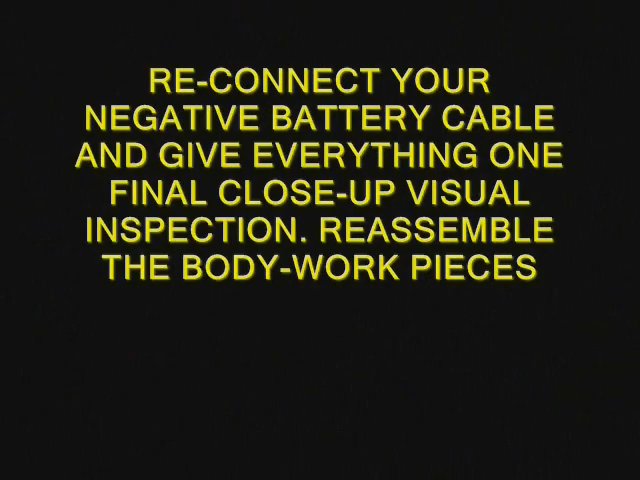 RE-CONNECT YOUR
NEGATIVE BATTERY CABLE
AND GIVE EVERYTHING ONE
FINAL CLOSE-UP VISUAL
INSPECTION. REASSEMBLE
THE BODY-WORK PIECES